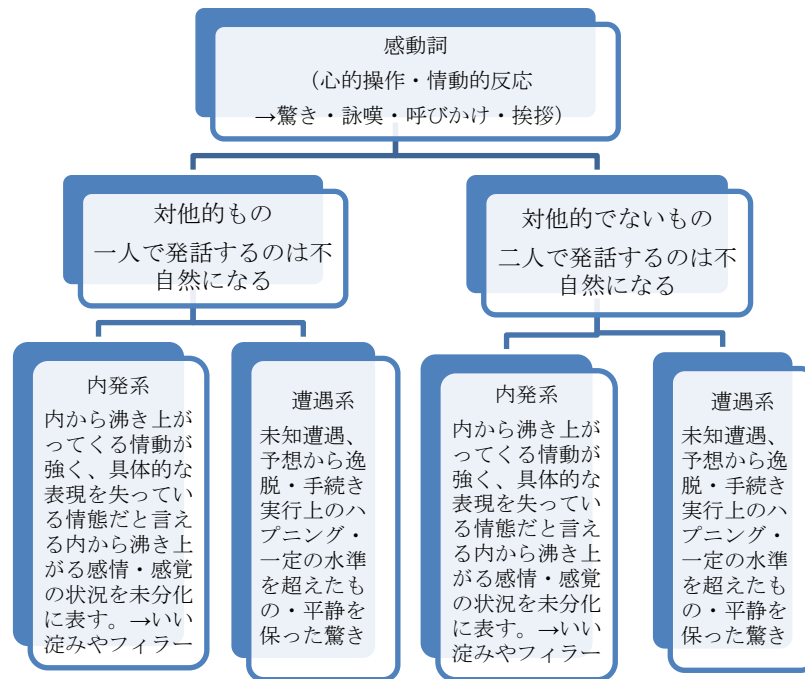 感動詞
（心的操作・情動的反応
→驚き・詠嘆・呼びかけ・挨拶）
対他的もの
一人で発話するのは不
自然になる
対他的でないもの
二人で発話するのは不
自然になる
内発系
内から沸き上が
ってくる情動が
強く、具体的な
表現を失ってい
る情態だと言え
る内から沸き上
がる感情・感覚
の状況を未分化
に表す。→いい
淀みやフィラー
遭遇系
未知遭遇、
予想から逸
脱・手続き
実行上のハ
プニング・
一定の水準
を超えたも
の・平静を
保った驚き
内発系
内から沸き上が
ってくる情動が
強く、具体的な
表現を失ってい
る情態だと言え
る内から沸き上
がる感情・感覚
の状況を未分化
に表す。→いい
淀みやフィラー
遭遇系
未知遭遇、
予想から逸
脱・手続き
実行上のハ
プニング・
一定の水準
を超えたも
の・平静を
保った驚き